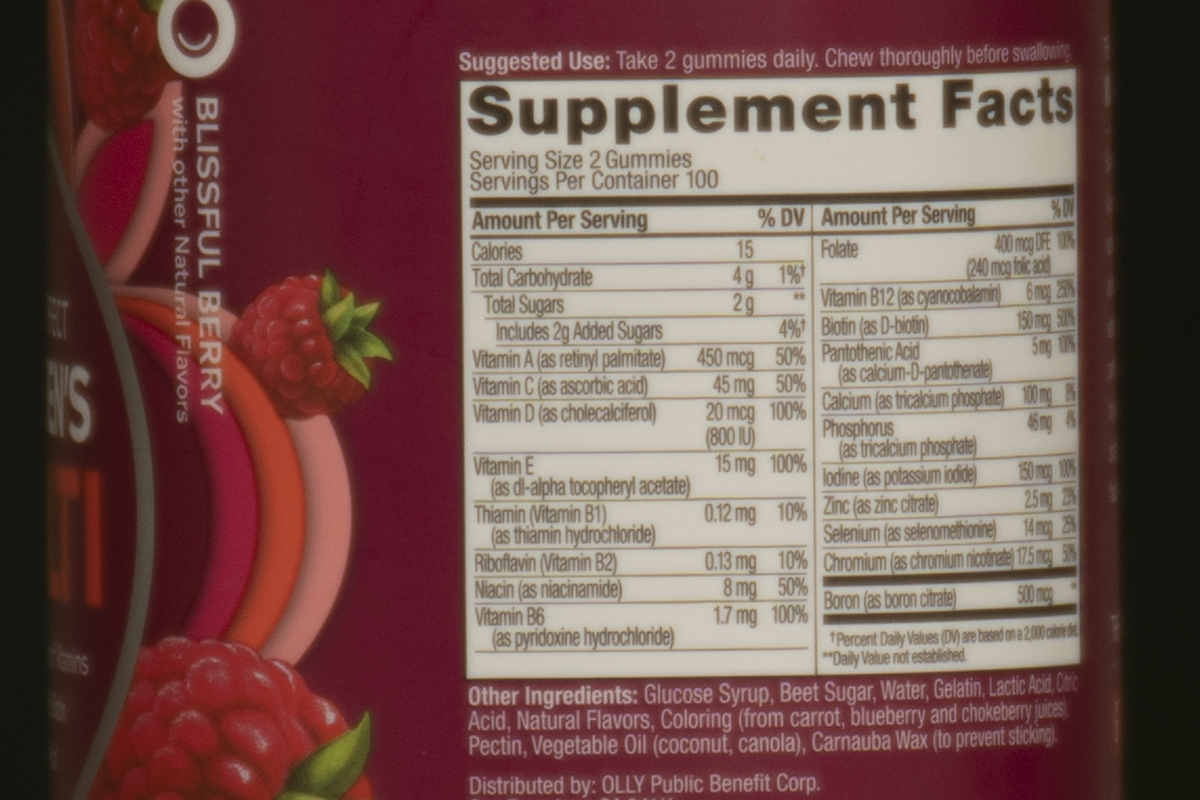 BLISSFUL BERRY
with other Natural Flavors
EN'S
Suggested Use: Take 2 gummies daily. Chew thoroughly before swallowing
Supplement Facts
Serving Size 2 Gummies
Servings Per Container 100
Amount Per Serving % DV
Calories 15
Total Carbohydrate 4 g 1%†
Total Sugars 2 g **
Includes 2g Added Sugars 4%†
Vitamin A (as retinyl palmitate) 450 mcg 50%
Vitamin C (as ascorbic acid) 45 mg 50%
Vitamin D (as cholecalciferol) 20 mcg 100%
(800 IU)
Vitamin E 15 mg 100%
(as dl-alpha tocopheryl acetate)
Thiamin (Vitamin B1) 0.12 mg 10%
(as thiamin hydrochloride)
Riboflavin (Vitamin B2) 0.13 mg 10%
Niacin (as niacinamide) 8 mg 50%
Vitamin B6 1.7 mg 100%
(as pyridoxine hydrochloride)
Amount Per Serving % DV
Folate 400 mcg DFE 100%
(240 mcg folic acid)
Vitamin B12 (as cyanocobalamin) 6 mcg 250%
Biotin (as D-biotin) 150 mcg 500%
Pantothenic Acid 5 mg 100%
(as calcium-D-pantothenate)
Calcium (as tricalcium phosphate) 100 mg 8%
Phosphorus 46 mg 4%
(as tricalcium phosphate)
Iodine (as potassium iodide) 150 mcg 100%
Zinc (as zinc citrate) 2.5 mg 23%
Selenium (as selenomethionine) 14 mcg 25%
Chromium (as chromium nicotinate) 17.5 mcg 50%
Boron (as boron citrate) 500 mcg
†Percent Daily Values (DV) are based on a 2,000 calorie diet.
**Daily Value not established.
Other Ingredients: Glucose Syrup, Beet Sugar, Water, Gelatin, Lactic Acid, Citric
Acid, Natural Flavors, Coloring (from carrot, blueberry and chokeberry juices),
Pectin, Vegetable Oil (coconut, canola), Carnauba Wax (to prevent sticking).
Distributed by: OLLY Public Benefit Corp.